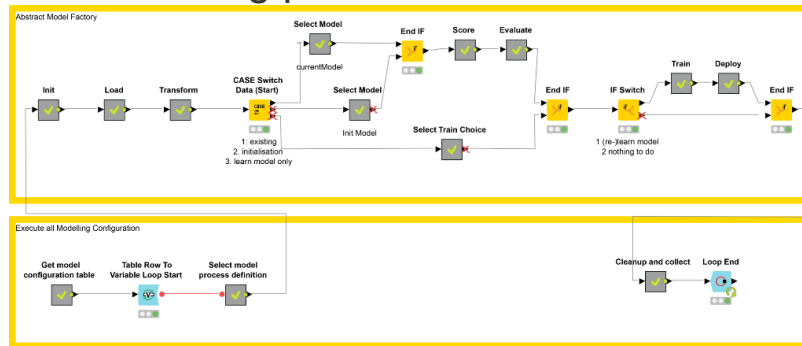 Abstract Model Factory
Select Model
currentModel
End IF
Score
Evaluate
Init
Load
Transform
CASE Switch
Data (Start)
case
1: existing
2. initialisation
3. learn model only
Select Model
Init Model
Select Train Choice
End IF
IF Switch
1 (re-)learn model
2 nothing to do
Train
Deploy
End IF
Execute all Modelling Configuration
Get model
configuration table
Table Row To
Variable Loop Start
Select model
process definition
Cleanup and collect
Loop End